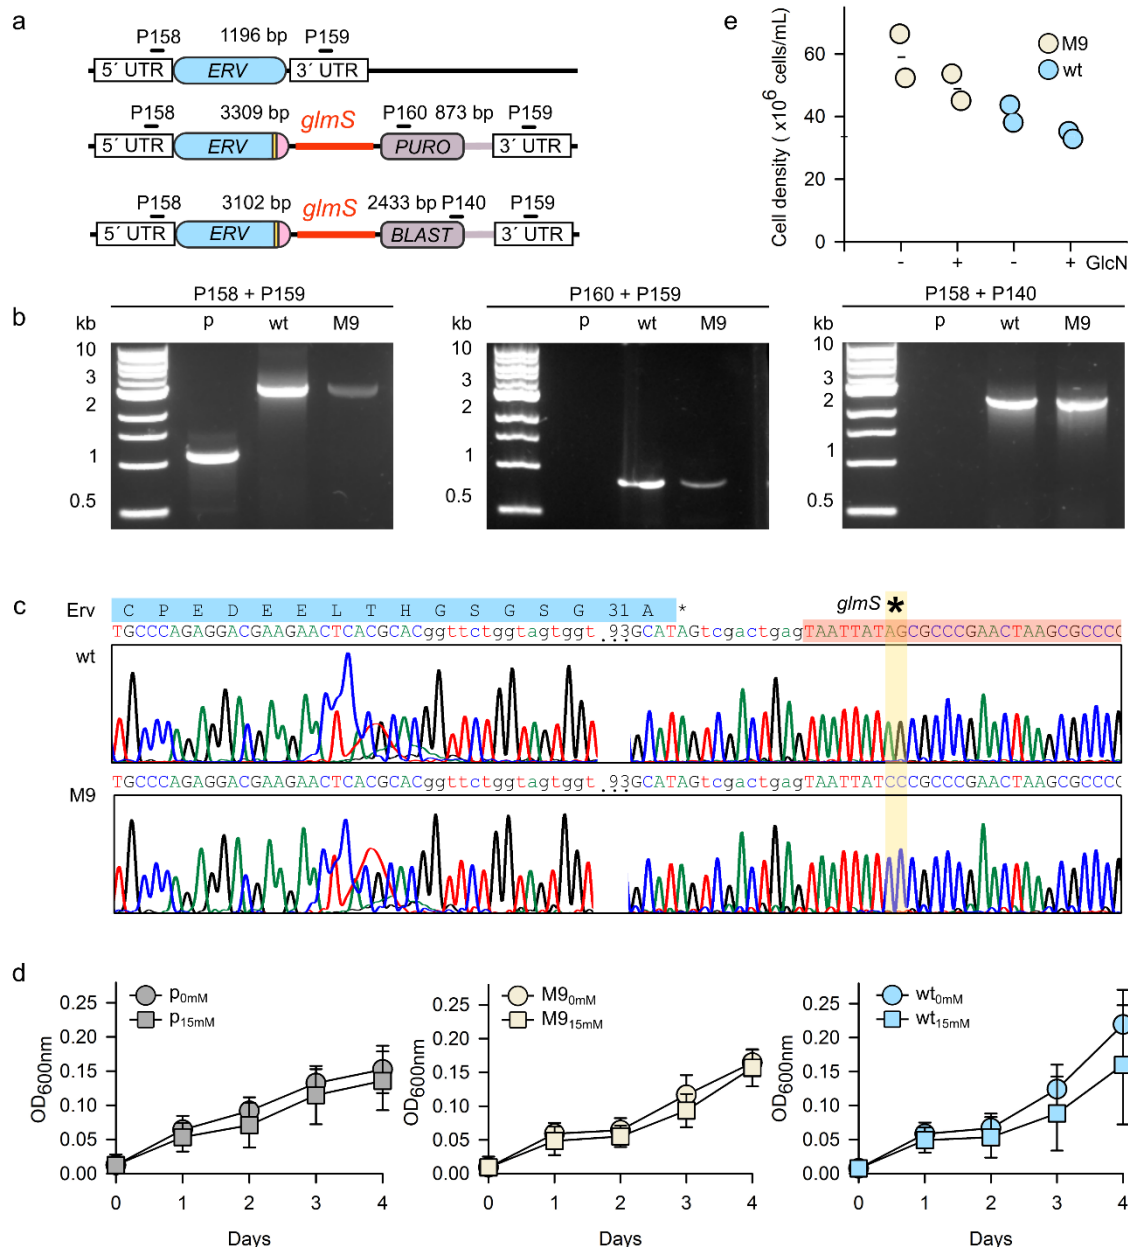 a
P158 1196 bp P159
5´ UTR ERV 3´ UTR
P158 3309 bp glmS P160 873 bp P159
5´ UTR ERV PURO 3´ UTR
P158 3102 bp glmS 2433 bp P140 P159
5´ UTR ERV BLAST 3´ UTR
e
Cell density ( x10⁶ cells/mL)
60
40
20
0
M9
wt
- + - + GlcN
b
P158 + P159
kb p wt M9
10
3
2
1
0.5
P160 + P159
kb p wt M9
10
3
2
1
0.5
P158 + P140
kb p wt M9
10
3
2
1
0.5
c
Erv C P E D E E L T H G S G S G 31 A * glmS *
TGCCCAGAGGACGAAGAACTCACGCACggttctggtagtggt..93.GCATAGtcgactgagTAATTATAGCGCCCGAACTAAGCGCCCG
wt
TGCCCAGAGGACGAAGAACTCACGCACggttctggtagtggt..93.GCATAGtcgactgagTAATTATCCCGCCCGAACTAAGCGCCCG
M9
d
OD600nm
0.25
0.20
0.15
0.10
0.05
0.00
p0mM
p15mM
0 1 2 3 4
Days
OD600nm
0.25
0.20
0.15
0.10
0.05
0.00
M90mM
M915mM
0 1 2 3 4
Days
OD600nm
0.25
0.20
0.15
0.10
0.05
0.00
wt0mM
wt15mM
0 1 2 3 4
Days